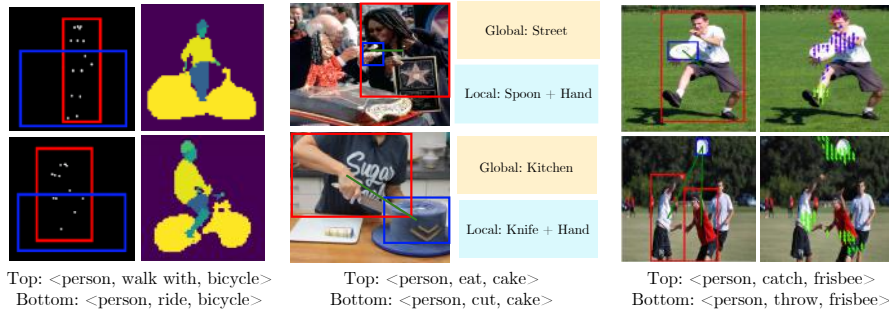 Global: Street
Local: Spoon + Hand
Sugar
Global: Kitchen
Local: Knife + Hand
Top: <person, walk with, bicycle>
Bottom: <person, ride, bicycle>
Top: <person, eat, cake>
Bottom: <person, cut, cake>
Top: <person, catch, frisbee>
Bottom: <person, throw, frisbee>